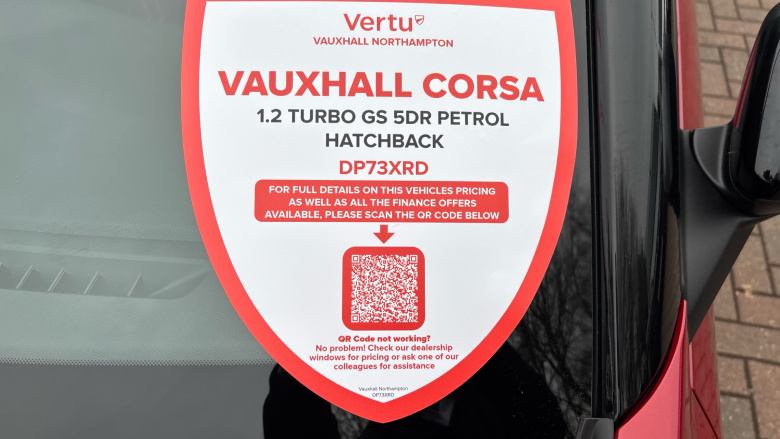 Vertu
VAUXHALL NORTHAMPTON
VAUXHALL CORSA
1.2 TURBO GS 5DR PETROL
HATCHBACK
DP73XRD
FOR FULL DETAILS ON THIS VEHICLES PRICING
AS WELL AS ALL THE FINANCE OFFERS
AVAILABLE, PLEASE SCAN THE QR CODE BELOW
QR Code not working?
No problem! Check our dealership
windows for pricing or ask one of our
colleagues for assistance
Vauxhall Northampton
DP73XRD